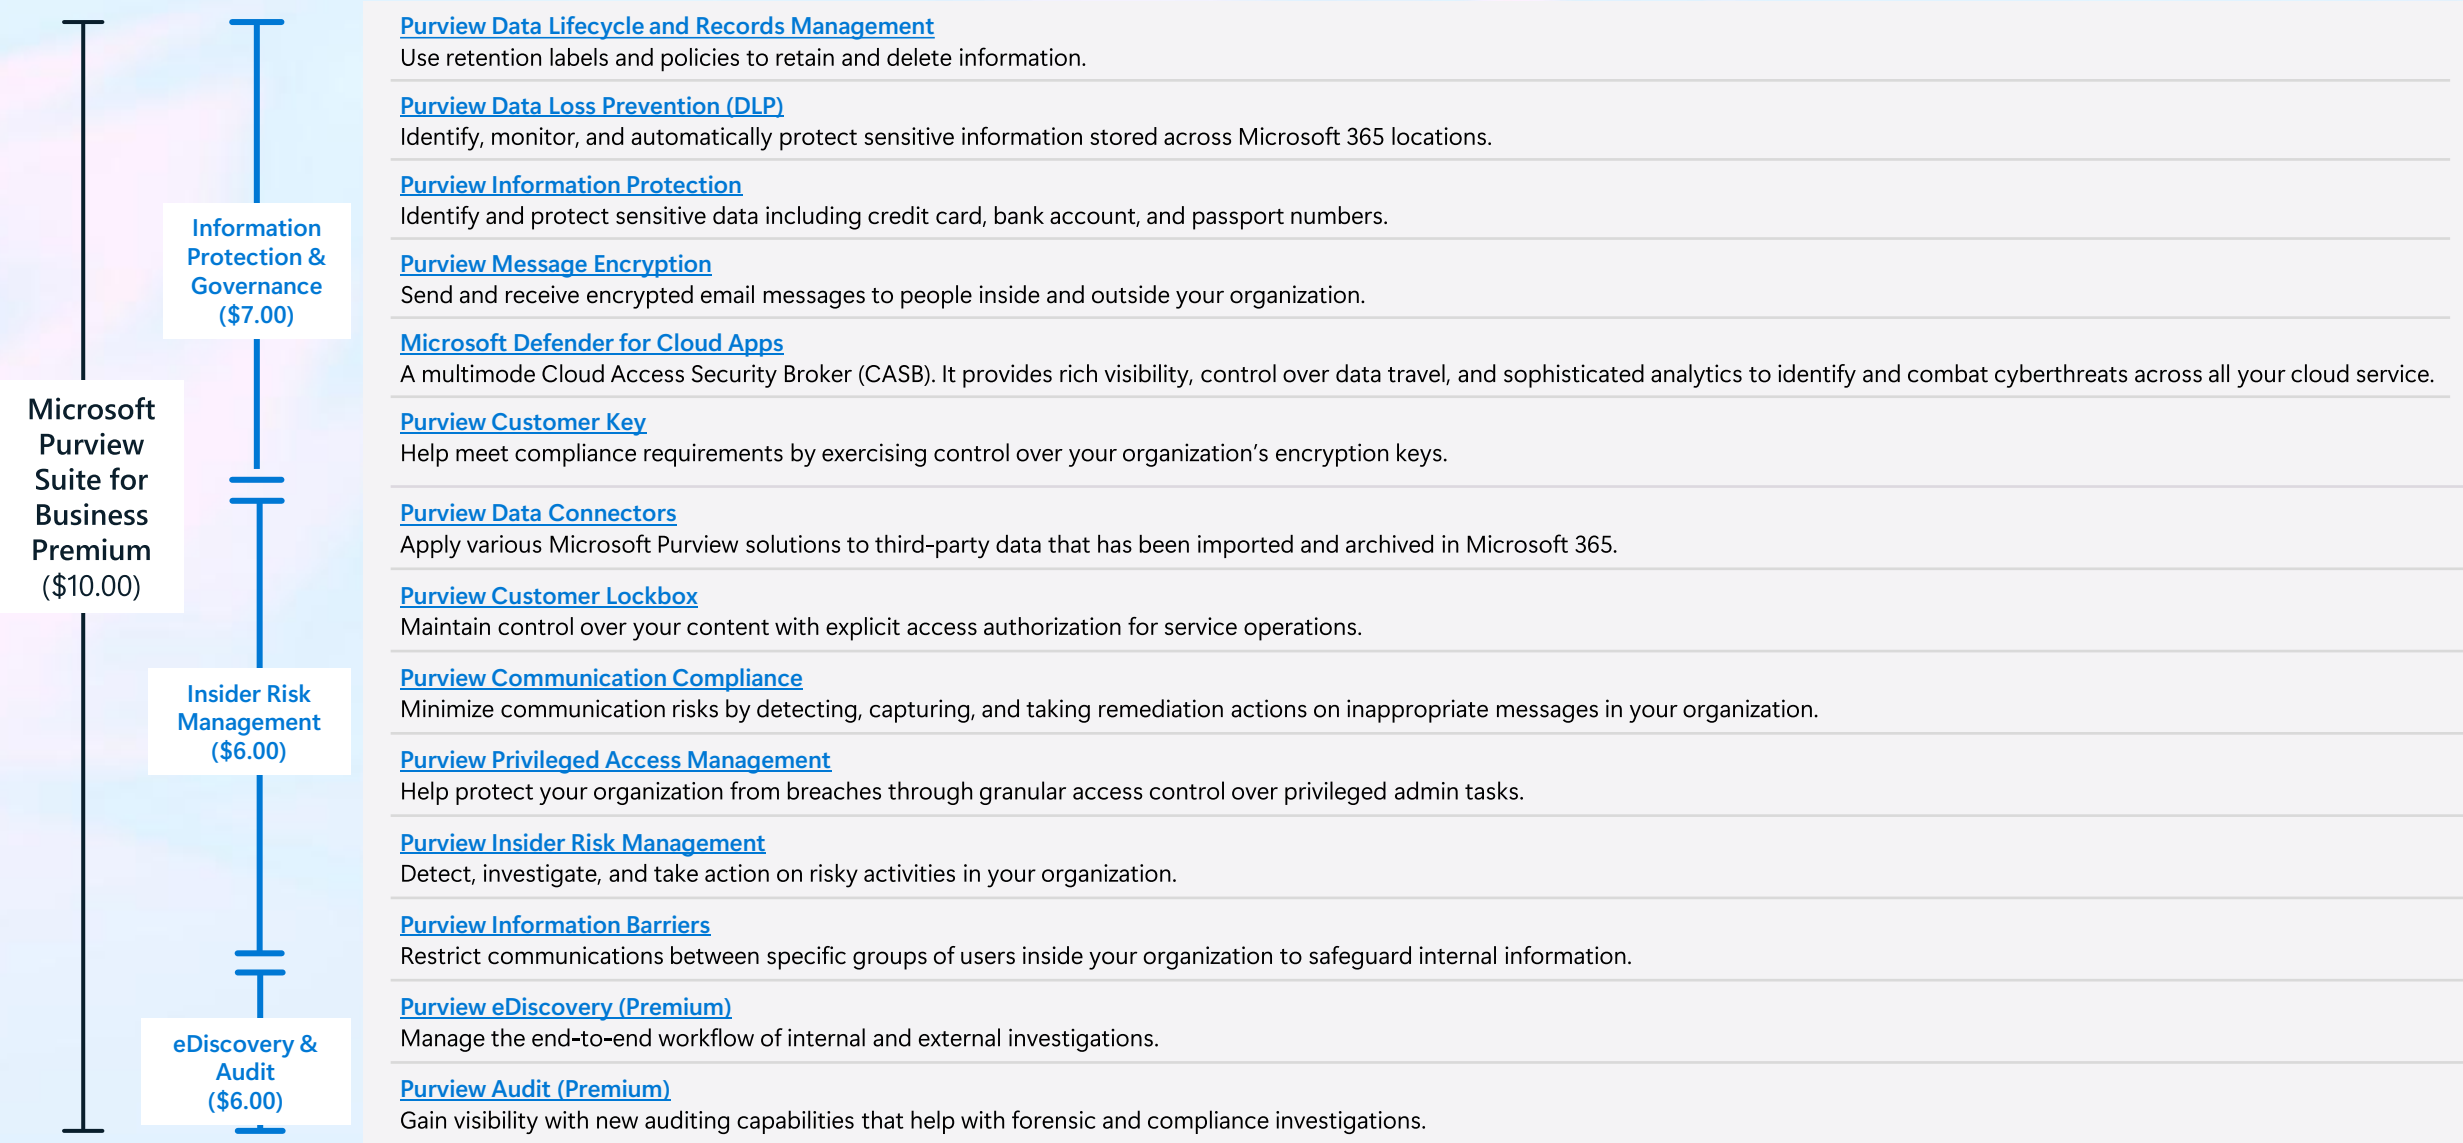 Microsoft
Purview
Suite for
Business
Premium
($10.00)
Information
Protection &
Governance
($7.00)
Insider Risk
Management
($6.00)
eDiscovery &
Audit
($6.00)
Purview Data Lifecycle and Records Management
Use retention labels and policies to retain and delete information.
Purview Data Loss Prevention (DLP)
Identify, monitor, and automatically protect sensitive information stored across Microsoft 365 locations.
Purview Information Protection
Identify and protect sensitive data including credit card, bank account, and passport numbers.
Purview Message Encryption
Send and receive encrypted email messages to people inside and outside your organization.
Microsoft Defender for Cloud Apps
A multimode Cloud Access Security Broker (CASB). It provides rich visibility, control over data travel, and sophisticated analytics to identify and combat cyberthreats across all your cloud service.
Purview Customer Key
Help meet compliance requirements by exercising control over your organization’s encryption keys.
Purview Data Connectors
Apply various Microsoft Purview solutions to third-party data that has been imported and archived in Microsoft 365.
Purview Customer Lockbox
Maintain control over your content with explicit access authorization for service operations.
Purview Communication Compliance
Minimize communication risks by detecting, capturing, and taking remediation actions on inappropriate messages in your organization.
Purview Privileged Access Management
Help protect your organization from breaches through granular access control over privileged admin tasks.
Purview Insider Risk Management
Detect, investigate, and take action on risky activities in your organization.
Purview Information Barriers
Restrict communications between specific groups of users inside your organization to safeguard internal information.
Purview eDiscovery (Premium)
Manage the end-to-end workflow of internal and external investigations.
Purview Audit (Premium)
Gain visibility with new auditing capabilities that help with forensic and compliance investigations.